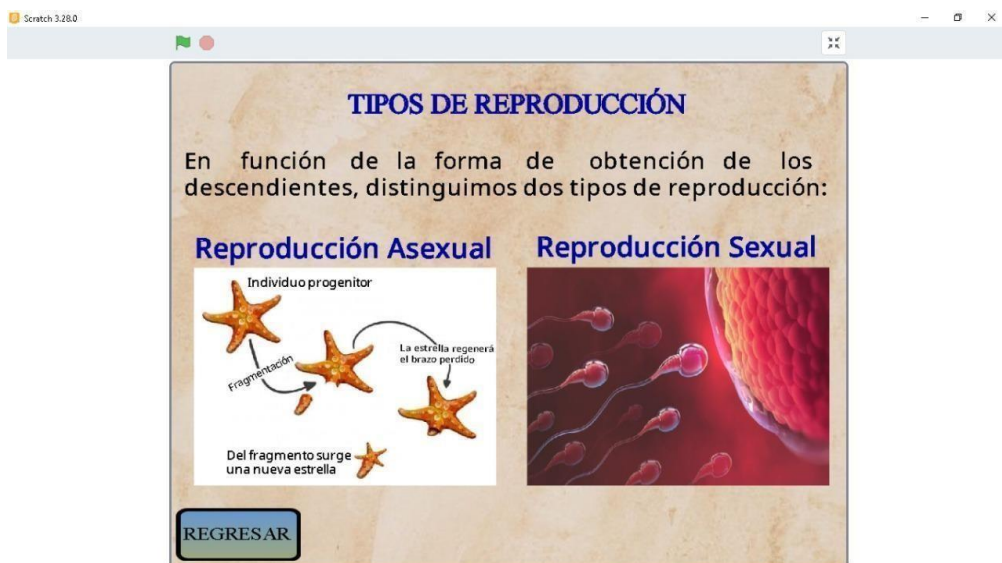 Scratch 3.28.0
TIPOS DE REPRODUCCIÓN
En función de la forma de obtención de los
descendientes, distinguimos dos tipos de reproducción:
Reproducción Asexual
Reproducción Sexual
Individuo progenitor
Fragmentación
La estrella regenerá
el brazo perdido
Del fragmento surge
una nueva estrella
REGRESAR